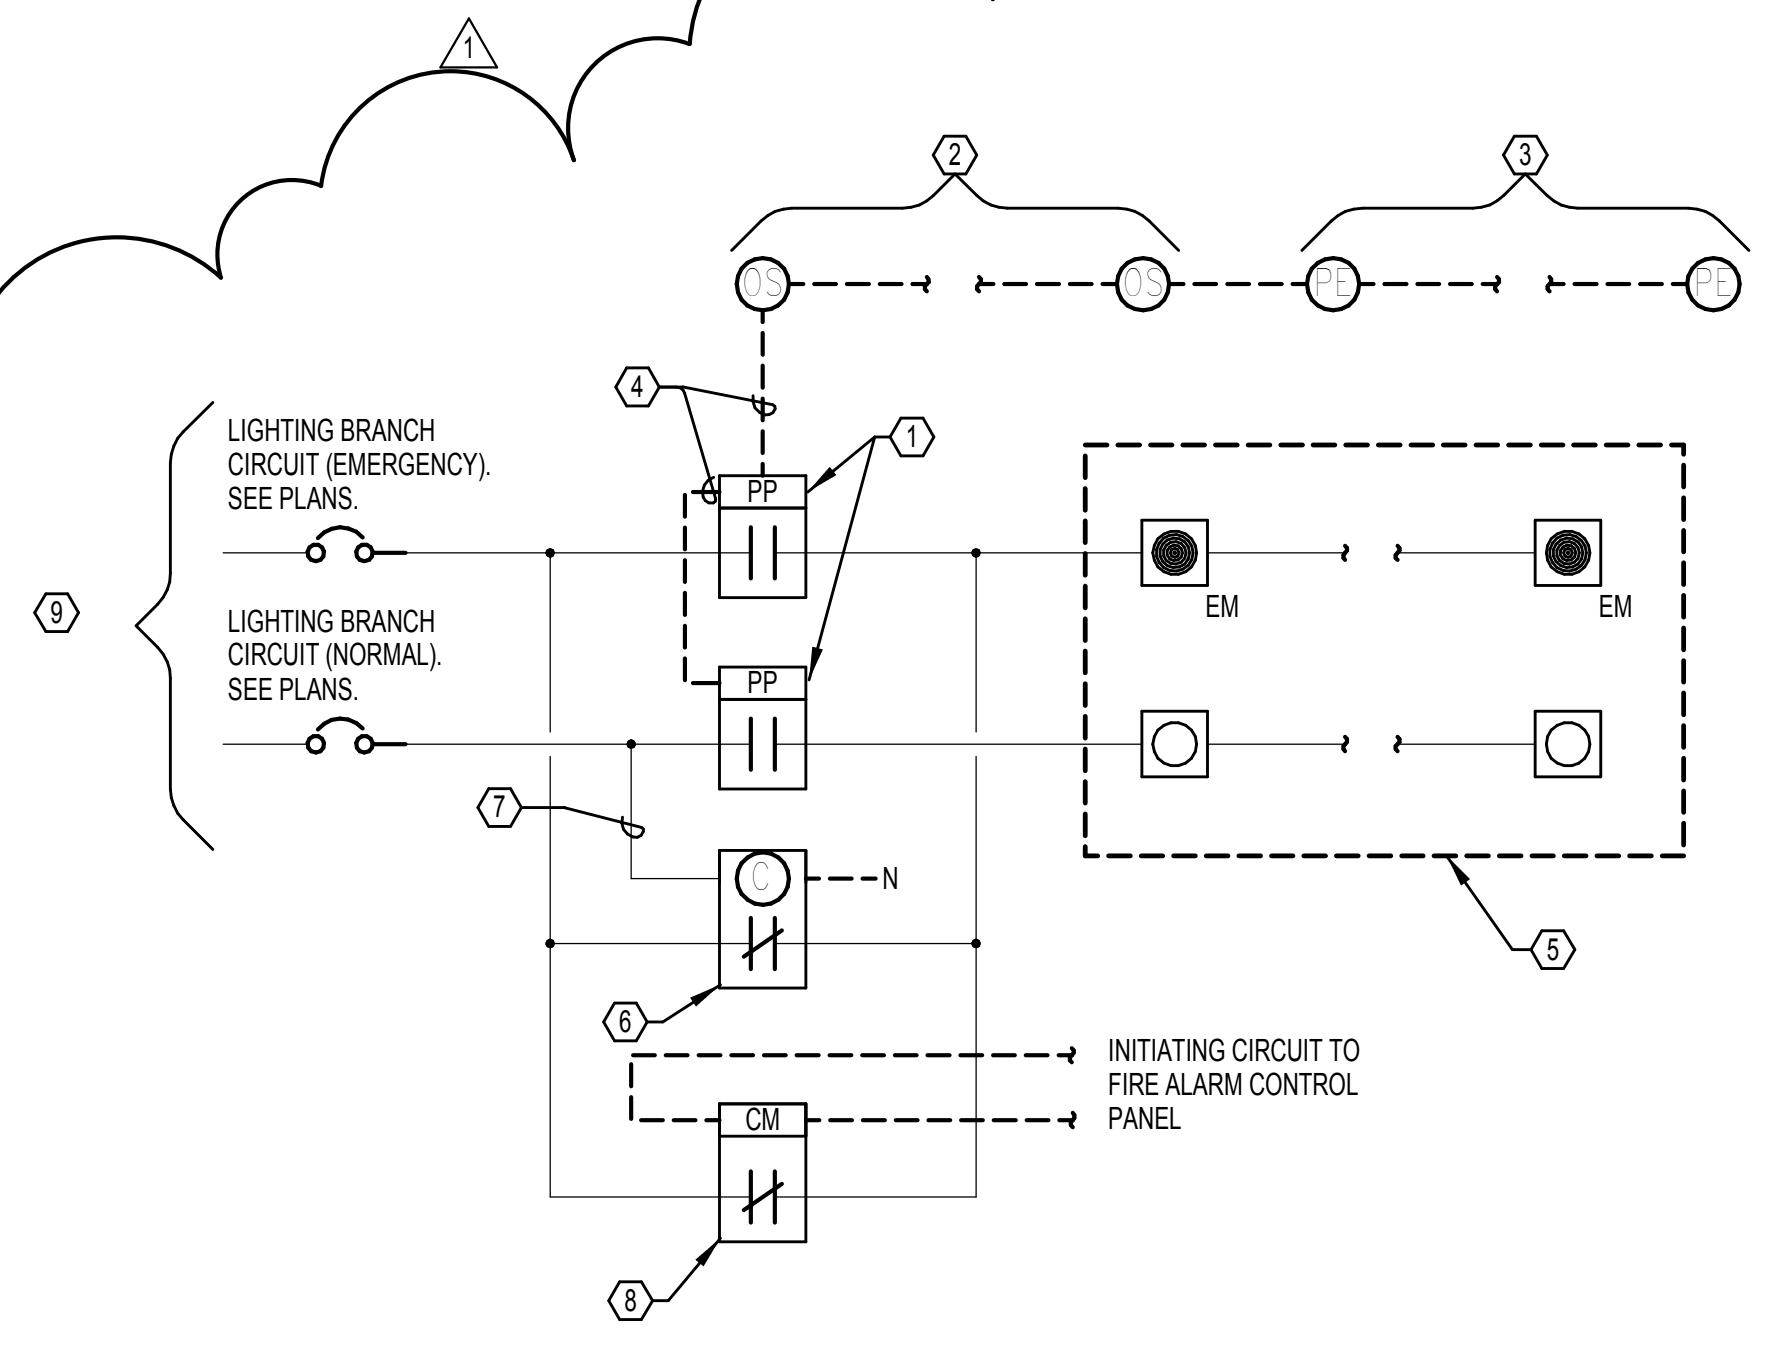 1
2
3
OS
OS
PE
PE
4
1
LIGHTING BRANCH
CIRCUIT (EMERGENCY).
SEE PLANS.
PP
EM
EM
9
LIGHTING BRANCH
CIRCUIT (NORMAL).
SEE PLANS.
PP
7
C
N
5
6
INITIATING CIRCUIT TO
FIRE ALARM CONTROL
PANEL
CM
8